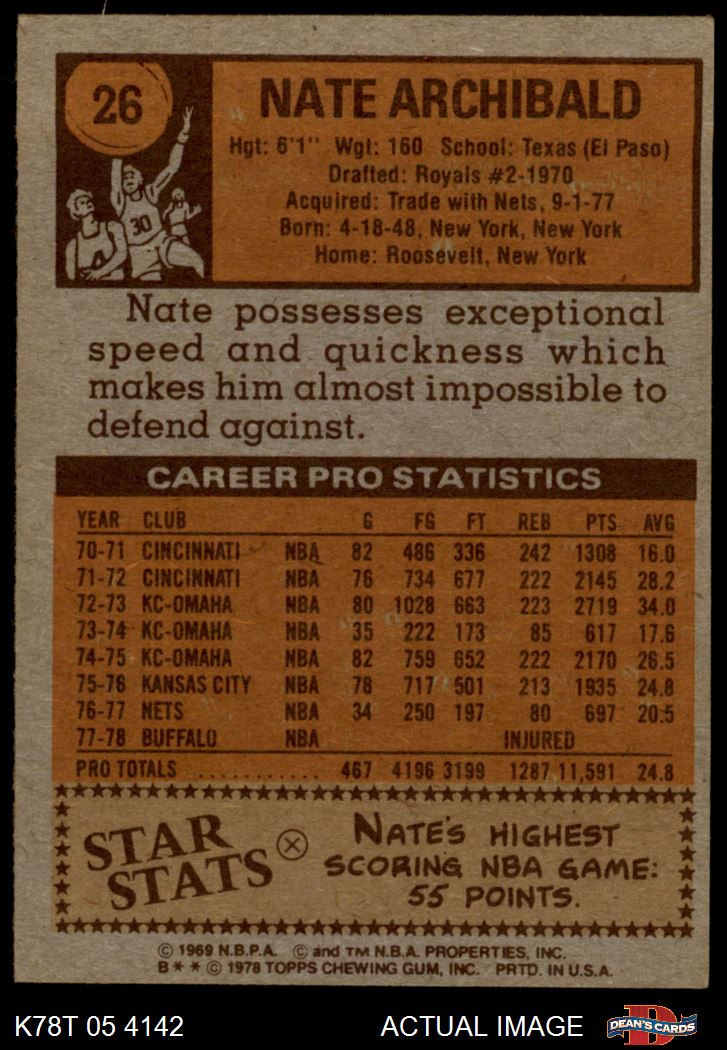 26
NATE ARCHIBALD
Hgt: 6'1" Wgt: 160 School: Texas (El Paso)
Drafted: Royals #2-1970
Acquired: Trade with Nets, 9-1-77
Born: 4-18-48, New York, New York
Home: Roosevelt, New York
30
4
Nate possesses exceptional
speed and quickness which
makes him almost impossible to
defend against.
CAREER PRO STATISTICS
YEAR CLUB G FG FT REB PTS AVG
70-71 CINCINNATI NBA 82 486 336 242 1308 16.0
71-72 CINCINNATI NBA 76 734 677 222 2145 28.2
72-73 KC-OMAHA NBA 80 1028 663 223 2719 34.0
73-74 KC-OMAHA NBA 35 222 173 85 617 17.6
74-75 KC-OMAHA NBA 82 759 652 222 2170 26.5
75-76 KANSAS CITY NBA 78 717 501 213 1935 24.8
76-77 NETS NBA 34 250 197 80 697 20.5
77-78 BUFFALO NBA INJURED
PRO TOTALS ........... 467 4196 3199 1287 11,591 24.8
STAR
STATS
NATE'S HIGHEST
SCORING NBA GAME:
55 POINTS.
© 1969 N.B.P.A. © and TM N.B.A. PROPERTIES, INC.
B * * © 1978 TOPPS CHEWING GUM, INC. PRTD. IN U.S.A.
K78T 05 4142 ACTUAL IMAGE
D
DEAN'S CARDS